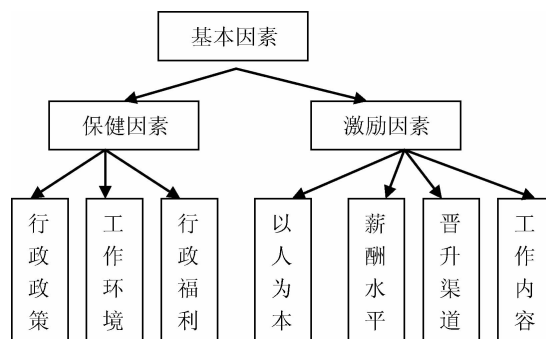 基本因素
保健因素
激励因素
行政政策
工作环境
行政福利
以人为本
薪酬水平
晋升渠道
工作内容